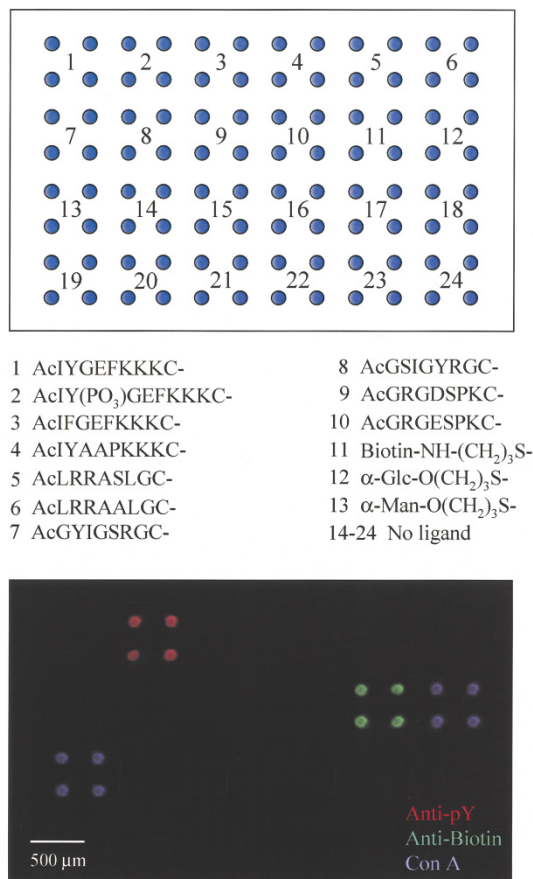 1 2 3 4 5 6
7 8 9 10 11 12
13 14 15 16 17 18
19 20 21 22 23 24
1 AcIYGEFKKKC-
2 AcIY(PO₃)GEFKKKC-
3 AcIFGEFKKKC-
4 AcIYAAPKKKC-
5 AcLRRASLGC-
6 AcLRRAALGC-
7 AcGYIGSRGC-
8 AcGSIGYRGC-
9 AcGRGDSPKC-
10 AcGRGESPKC-
11 Biotin-NH-(CH₂)₃S-
12 α-Glc-O(CH₂)₃S-
13 α-Man-O(CH₂)₃S-
14-24 No ligand
Anti-pY
Anti-Biotin
Con A
500 μm